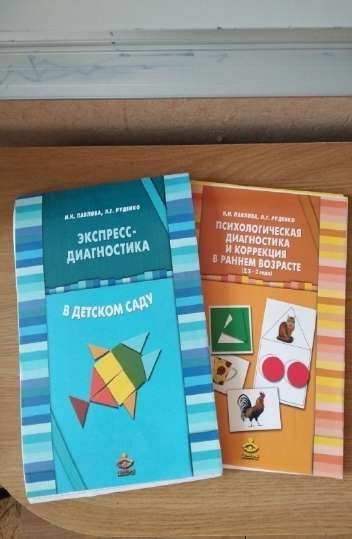 Н.Н. ПАВЛОВА, Л.Г. РУДЕНКО
ЭКСПРЕСС-
ДИАГНОСТИКА
В ДЕТСКОМ САДУ
Н.Н. ПАВЛОВА, Л.Г. РУДЕНКО
ПСИХОЛОГИЧЕСКАЯ
ДИАГНОСТИКА
И КОРРЕКЦИЯ
В РАННЕМ ВОЗРАСТЕ